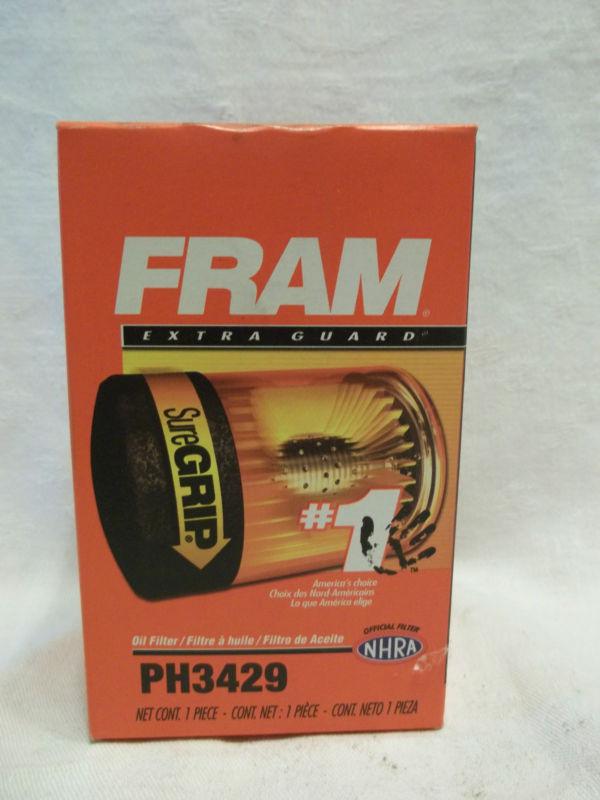 FRAM®
EXTRA GUARD
SureGRIP®
#1™
America's choice
Choix des Nord-Américains
Lo que América elige
Oil Filter / Filtre à huile / Filtro de Aceite
OFFICIAL FILTER
NHRA
PH3429
NET CONT. 1 PIECE - CONT. NET : 1 PIÈCE - CONT. NETO 1 PIEZA